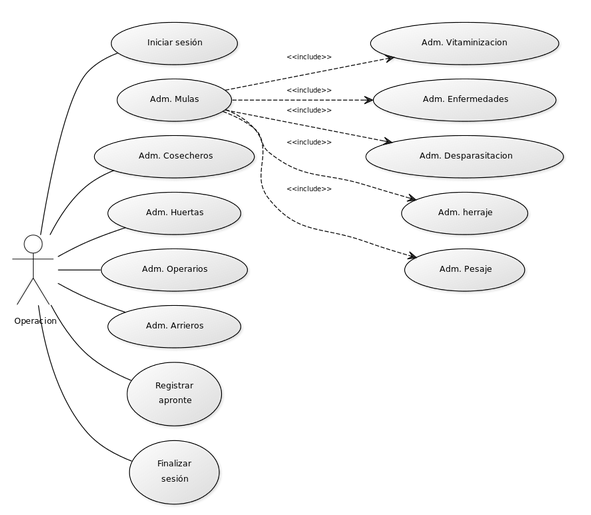 Iniciar sesión
Adm. Mulas
Adm. Cosecheros
Adm. Huertas
Adm. Operarios
Adm. Arrieros
Registrar
apronte
Finalizar
sesión
Operacion
<<include>>
<<include>>
<<include>>
<<include>>
<<include>>
Adm. Vitaminizacion
Adm. Enfermedades
Adm. Desparasitacion
Adm. herraje
Adm. Pesaje